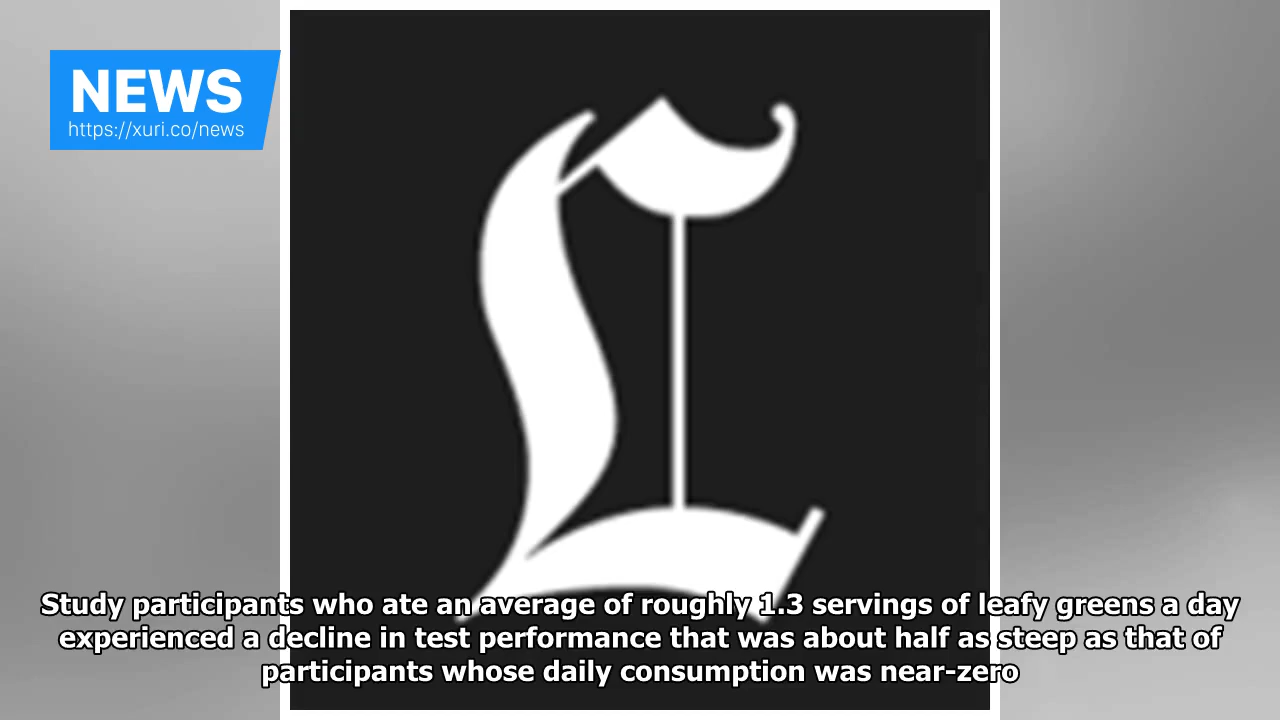 NEWS
https://xuri.co/news
L
Study participants who ate an average of roughly 1.3 servings of leafy greens a day
experienced a decline in test performance that was about half as steep as that of
participants whose daily consumption was near-zero